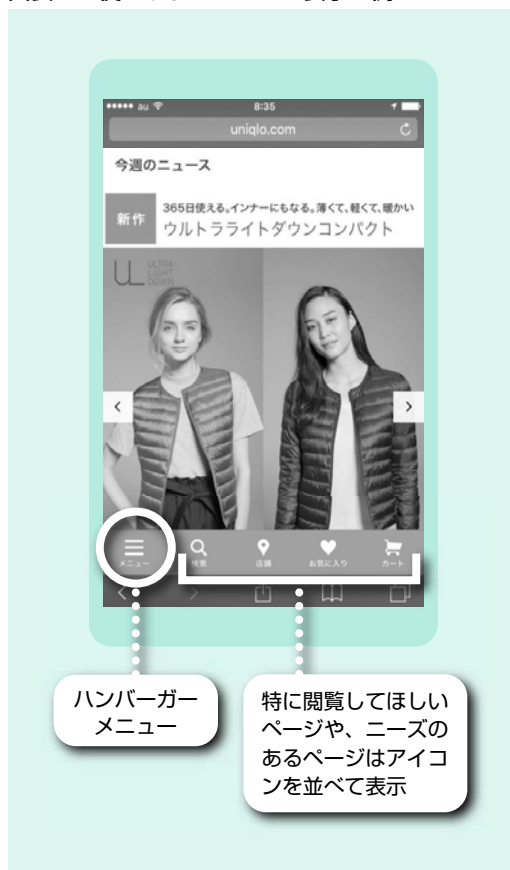 au 8:35
uniqlo.com
今週のニュース
新作
365日使える。インナーにもなる。薄くて、軽くて、暖かい
ウルトラライトダウンコンパクト
UL ULTRA
LIGHT
DOWN
メニュー 検索 店舗 お気に入り カート
ハンバーガー
メニュー
特に閲覧してほしい
ページや、ニーズの
あるページはアイコ
ンを並べて表示